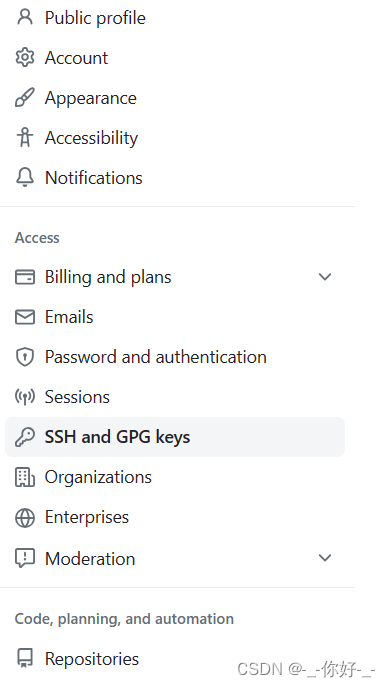 Public profile
Account
Appearance
Accessibility
Notifications
Access
Billing and plans
Emails
Password and authentication
Sessions
SSH and GPG keys
Organizations
Enterprises
Moderation
Code, planning, and automation
Repositories
CSDN @-_-你好-_-